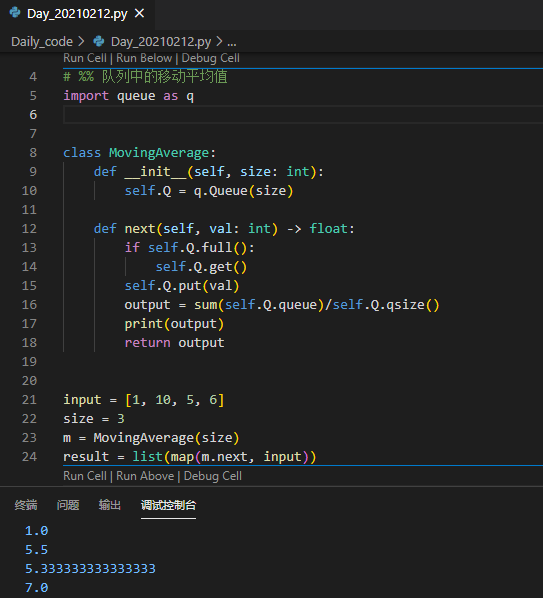 Day_20210212.py ×
Daily_code > Day_20210212.py > ...
Run Cell | Run Below | Debug Cell
4 # %% 队列中的移动平均值
5 import queue as q
6
7
8 class MovingAverage:
9     def __init__(self, size: int):
10         self.Q = q.Queue(size)
11
12     def next(self, val: int) -> float:
13         if self.Q.full():
14             self.Q.get()
15         self.Q.put(val)
16         output = sum(self.Q.queue)/self.Q.qsize()
17         print(output)
18         return output
19
20
21 input = [1, 10, 5, 6]
22 size = 3
23 m = MovingAverage(size)
24 result = list(map(m.next, input))
Run Cell | Run Above | Debug Cell
终端 问题 输出 调试控制台
1.0
5.5
5.333333333333333
7.0